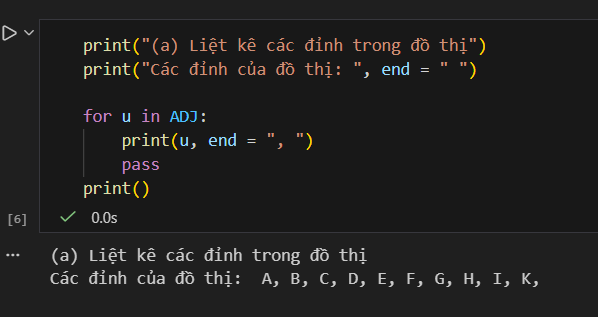 print("(a) Liệt kê các đỉnh trong đồ thị")
print("Các đỉnh của đồ thị: ", end = " ")
for u in ADJ:
print(u, end = ", ")
pass
print()
[6]
0.0s
...
(a) Liệt kê các đỉnh trong đồ thị
Các đỉnh của đồ thị:  A, B, C, D, E, F, G, H, I, K,